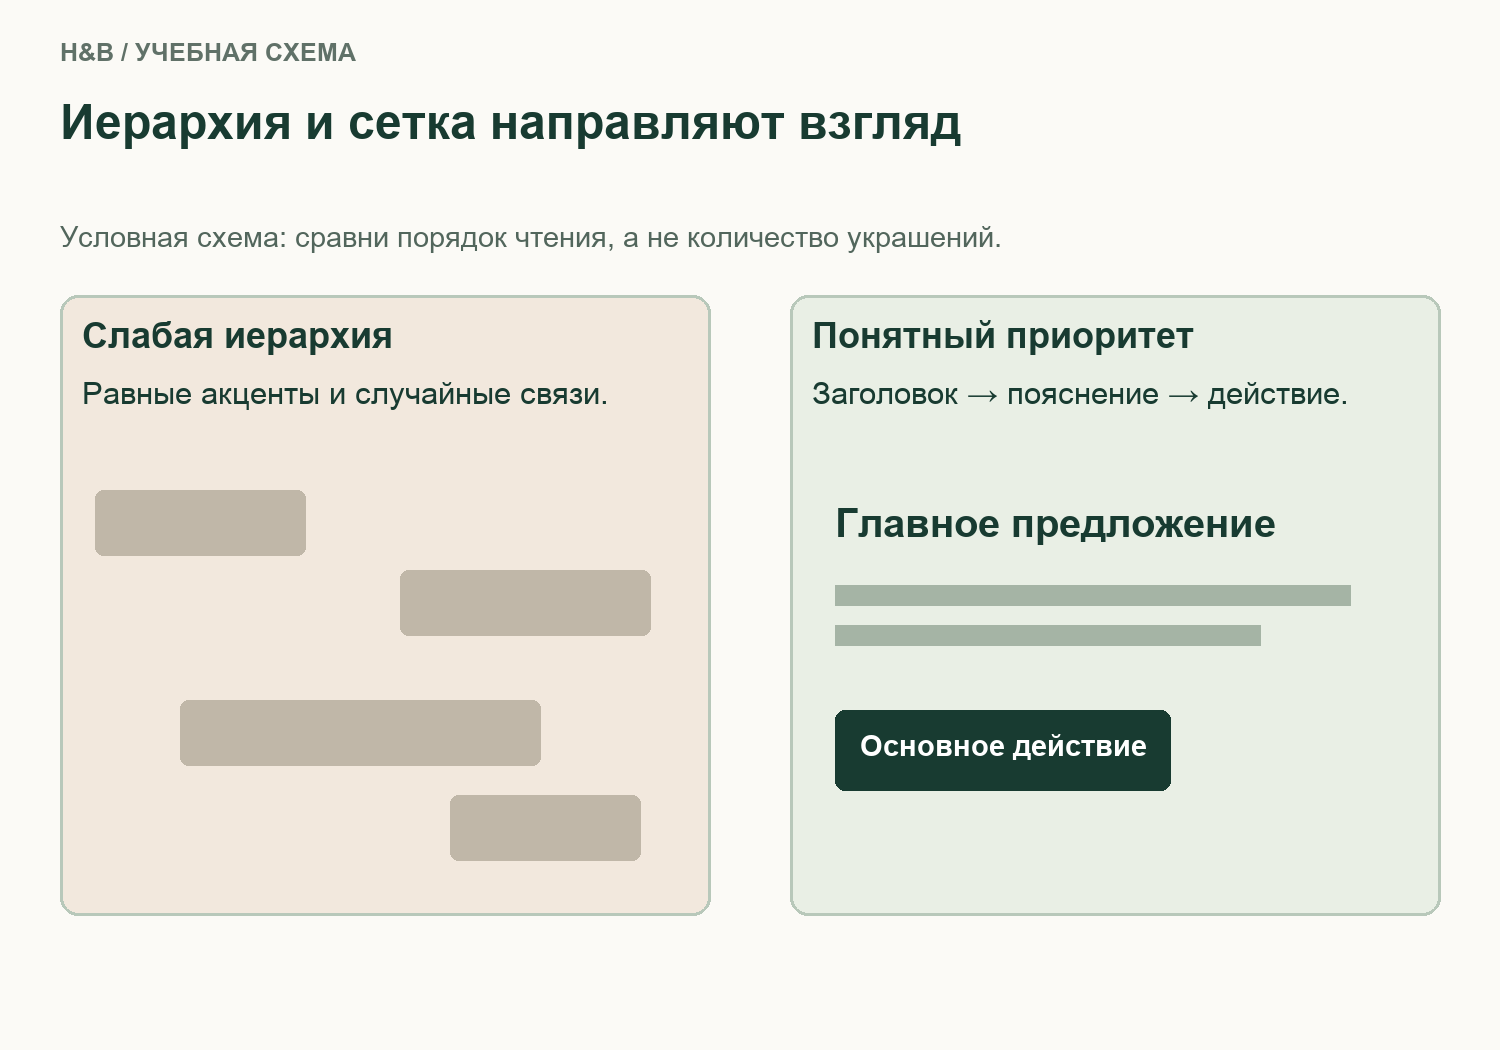 H&B / УЧЕБНАЯ СХЕМА
Иерархия и сетка направляют взгляд
Условная схема: сравни порядок чтения, а не количество украшений.
Слабая иерархия
Равные акценты и случайные связи.
Понятный приоритет
Заголовок → пояснение → действие.
Главное предложение
Основное действие